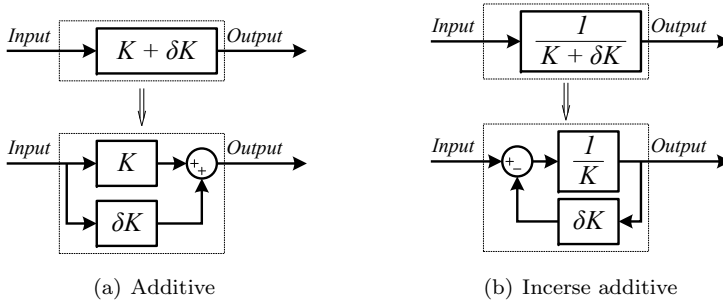 Input
K + δK
Output
Input
K
δK
+
+
Output
(a) Additive
Input
1
K + δK
Output
Input
+
−
1
K
δK
Output
(b) Incerse additive